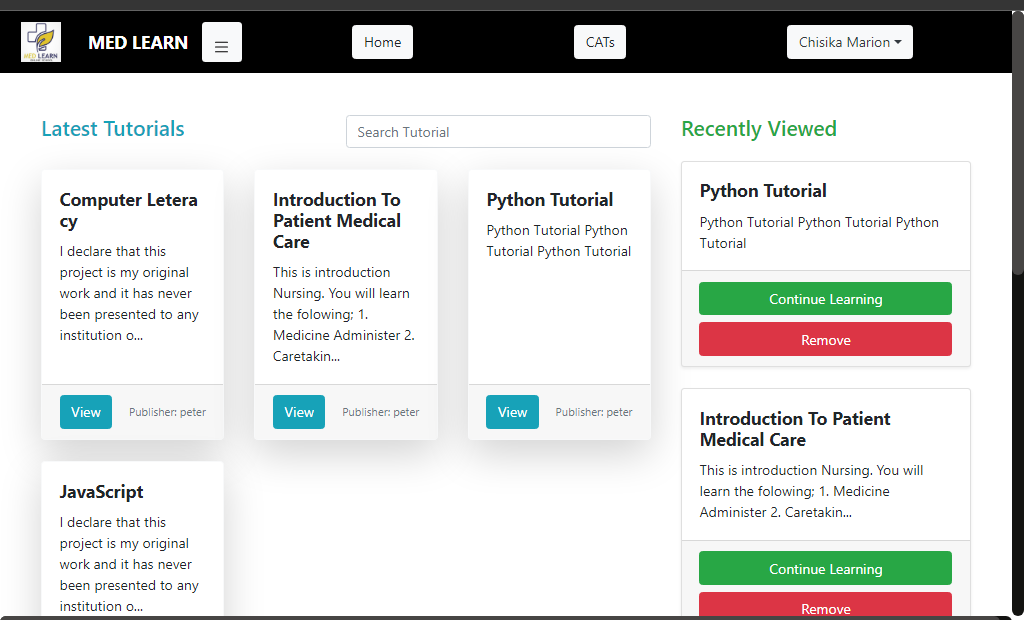 MED LEARN
MED LEARN
Home
CATs
Chisika Marion
Latest Tutorials
Search Tutorial
Recently Viewed
Computer Letera
cy
I declare that this
project is my original
work and it has never
been presented to any
institution o...
View
Publisher: peter
Introduction To
Patient Medical
Care
This is introduction
Nursing. You will learn
the folowing; 1.
Medicine Administer 2.
Caretakin...
View
Publisher: peter
Python Tutorial
Python Tutorial Python
Tutorial Python Tutorial
View
Publisher: peter
JavaScript
I declare that this
project is my original
work and it has never
been presented to any
institution o...
Python Tutorial
Python Tutorial Python Tutorial Python
Tutorial
Continue Learning
Remove
Introduction To Patient
Medical Care
This is introduction Nursing. You will
learn the folowing; 1. Medicine
Administer 2. Caretakin...
Continue Learning
Remove